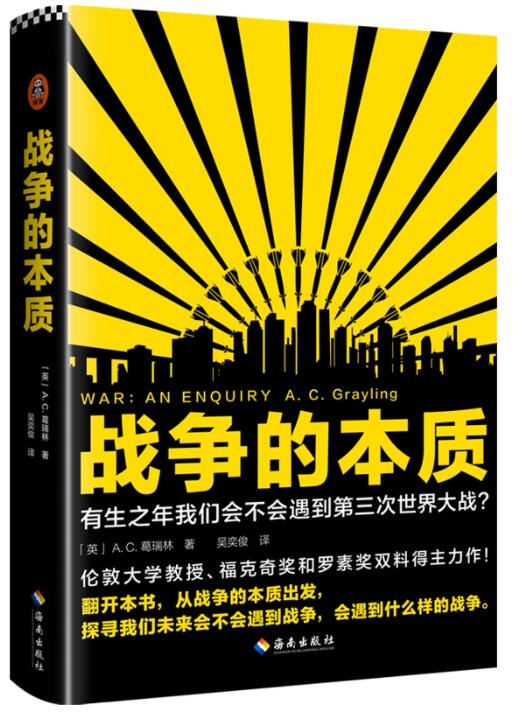 战争的本质
「英」A.C.葛瑞林 著
吴奕俊 译
海南出版社
WAR: AN ENQUIRY A. C. Grayling
战争的本质
有生之年我们会不会遇到第三次世界大战?
「英」A.C.葛瑞林 著 吴奕俊 译
伦敦大学教授、福克奇奖和罗素奖双料得主力作!
翻开本书,从战争的本质出发,
探寻我们未来会不会遇到战争,会遇到什么样的战争。
海南出版社
HAINAN PUBLISHING HOUSE